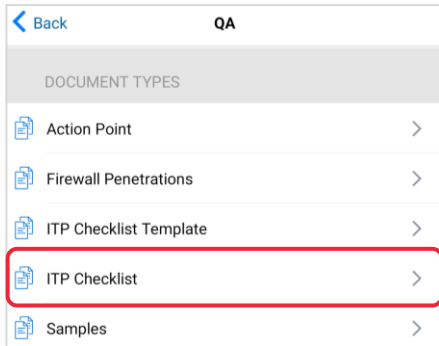 Back
QA
DOCUMENT TYPES
Action Point
Firewall Penetrations
ITP Checklist Template
ITP Checklist
Samples